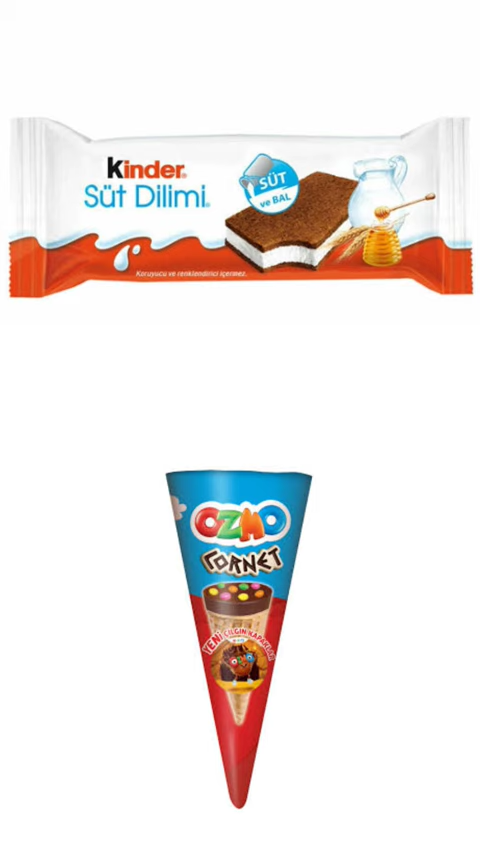 Kinder
Süt Dilimi
SÜT
ve BAL
Koruyucu ve renklendirici içermez.
OZMO
CORNET
YENİ ÇILGIN KAPAKLAR